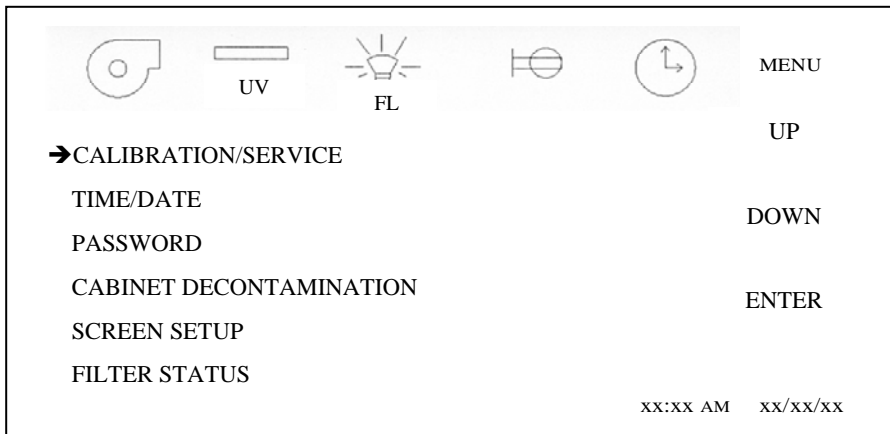 UV
FL
MENU
UP
➔CALIBRATION/SERVICE
TIME/DATE
DOWN
PASSWORD
CABINET DECONTAMINATION
ENTER
SCREEN SETUP
FILTER STATUS
xx:xx AM xx/xx/xx